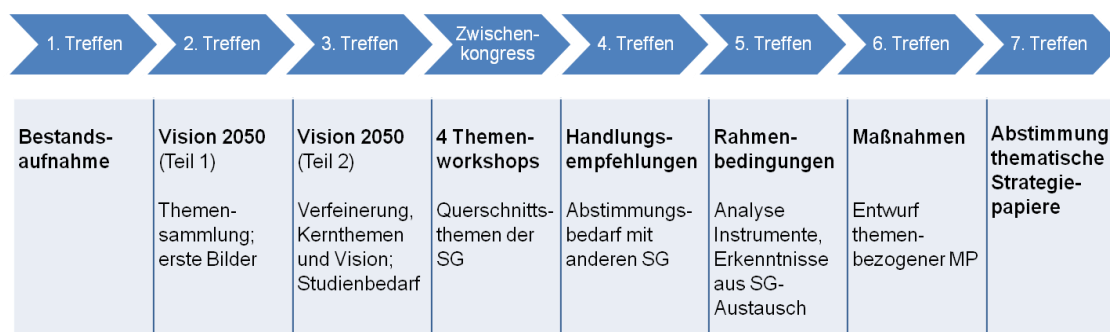 1. Treffen
2. Treffen
3. Treffen
Zwischen-
kongress
4. Treffen
5. Treffen
6. Treffen
7. Treffen
Bestands-
aufnahme
Vision 2050
(Teil 1)
Themen-
sammlung;
erste Bilder
Vision 2050
(Teil 2)
Verfeinerung,
Kernthemen
und Vision;
Studienbedarf
4 Themen-
workshops
Querschnitts-
themen der
SG
Handlungs-
empfehlungen
Abstimmungs-
bedarf mit
anderen SG
Rahmen-
bedingungen
Analyse
Instrumente,
Erkenntnisse
aus SG-
Austausch
Maßnahmen
Entwurf
themen-
bezogener MP
Abstimmung
thematische
Strategie-
papiere